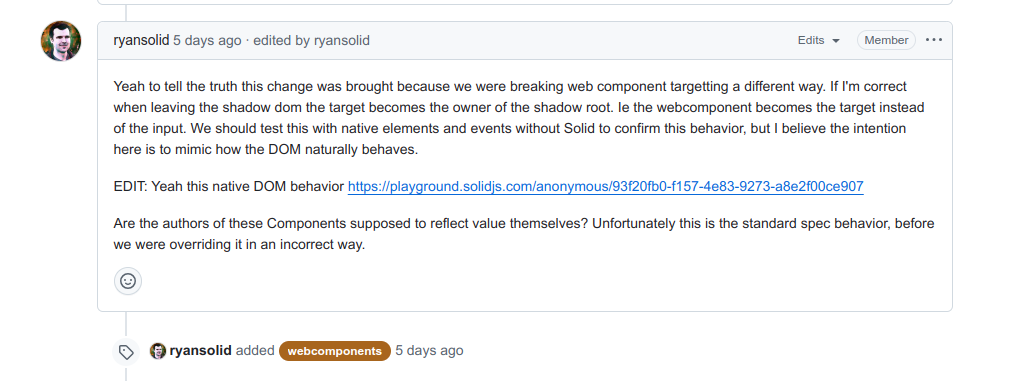 ryansolid 5 days ago · edited by ryansolid Edits Member
Yeah to tell the truth this change was brought because we were breaking web component targetting a different way. If I'm correct
when leaving the shadow dom the target becomes the owner of the shadow root. Ie the webcomponent becomes the target instead
of the input. We should test this with native elements and events without Solid to confirm this behavior, but I believe the intention
here is to mimic how the DOM naturally behaves.
EDIT: Yeah this native DOM behavior https://playground.solidjs.com/anonymous/93f20fb0-f157-4e83-9273-a8e2f00ce907
Are the authors of these Components supposed to reflect value themselves? Unfortunately this is the standard spec behavior, before
we were overriding it in an incorrect way.
ryansolid added webcomponents 5 days ago